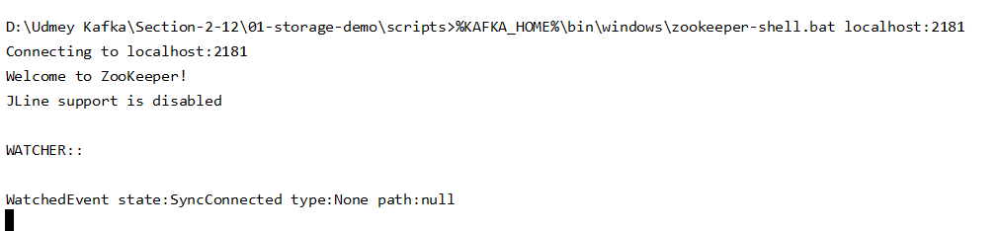 D:\Udmey Kafka\Section-2-12\01-storage-demo\scripts>%KAFKA_HOME%\bin\windows\zookeeper-shell.bat localhost:2181
Connecting to localhost:2181
Welcome to ZooKeeper!
JLine support is disabled
WATCHER::
WatchedEvent state:SyncConnected type:None path:null